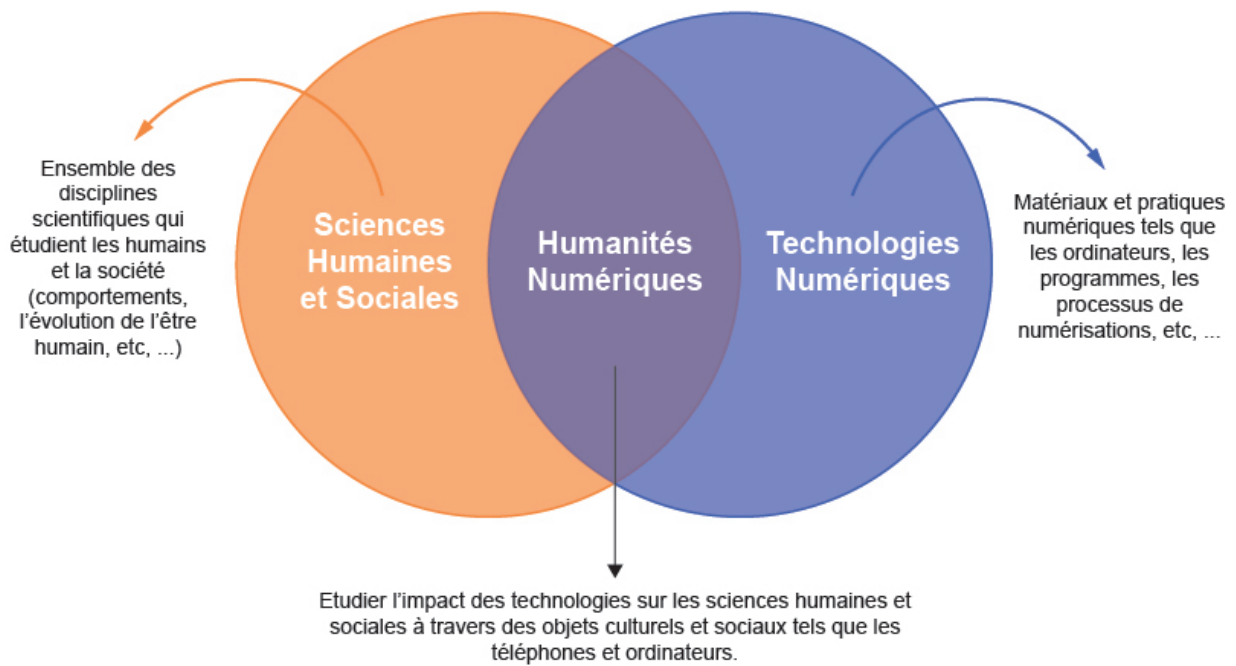 Ensemble des
disciplines
scientifiques qui
étudient les humains
et la société
(comportements,
l'évolution de l'être
humain, etc, ...)
Sciences
Humaines
et Sociales
Humanités
Numériques
Technologies
Numériques
Matériaux et pratiques
numériques tels que
les ordinateurs, les
programmes, les
processus de
numérisations, etc, ...
Etudier l'impact des technologies sur les sciences humaines et
sociales à travers des objets culturels et sociaux tels que les
téléphones et ordinateurs.